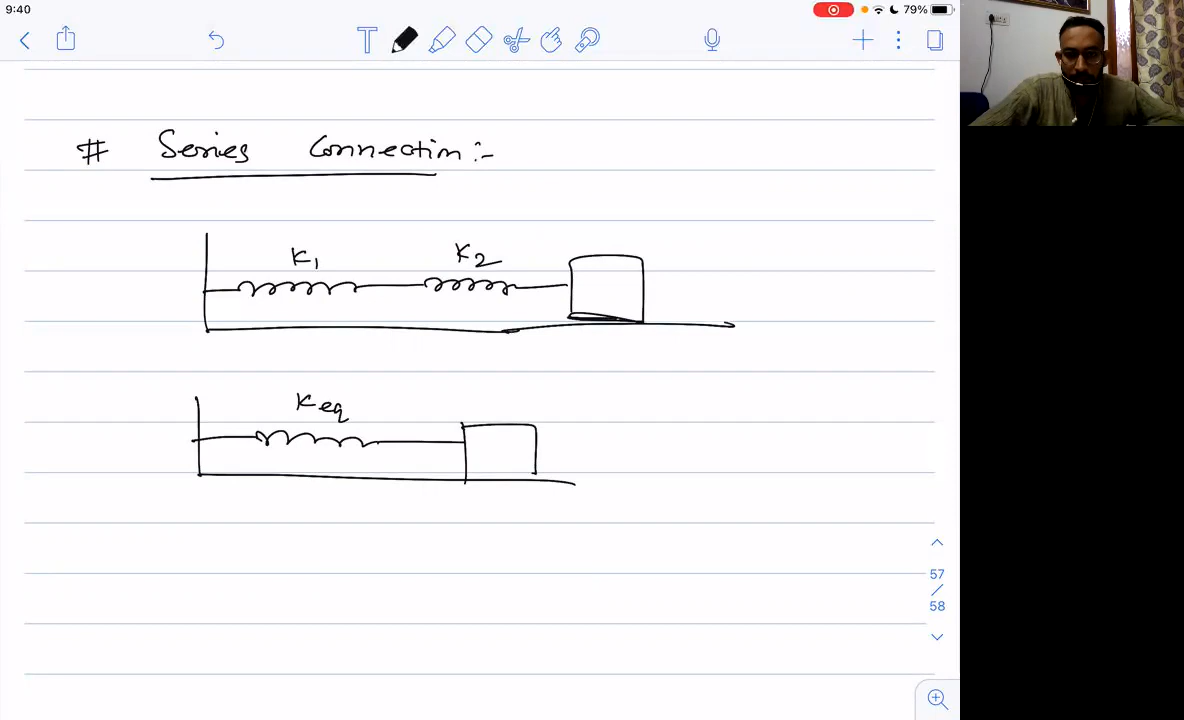 9:40
79%
T
# Series Connection :-
K1 K2
Keq
57
/
58